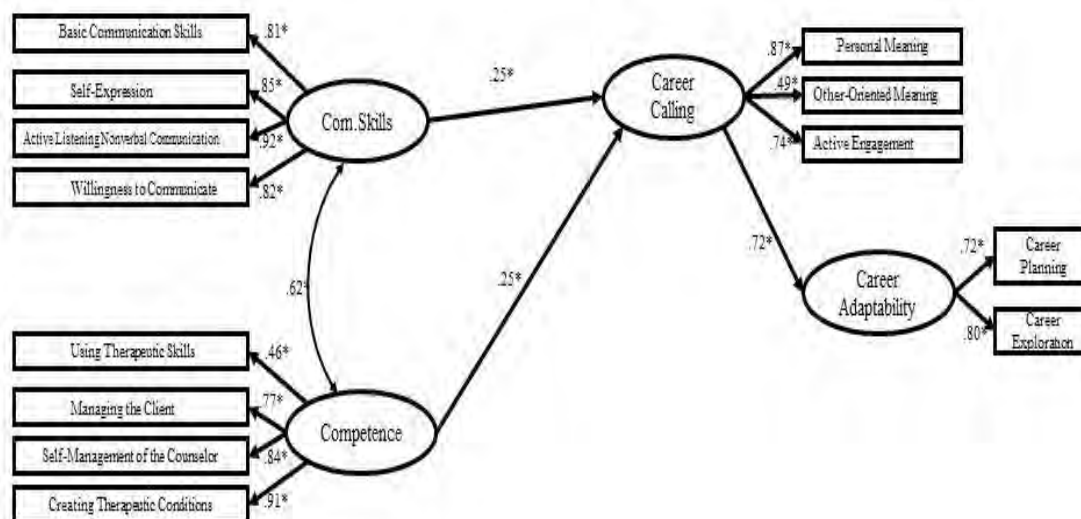 Basic Communication Skills
.81*
Self-Expression
.85*
Active Listening Nonverbal Communication
.92*
Willingness to Communicate
.82*
Com.Skills
.25*
Career
Calling
.87*
Personal Meaning
.49*
Other-Oriented Meaning
.74*
Active Engagement
.62*
.25*
.72*
Career
Adaptability
.72*
Career
Planning
.80*
Career
Exploration
Using Therapeutic Skills
.46*
Managing the Client
.77*
Self-Management of the Counselor
.84*
Creating Therapeutic Conditions
.91*
Competence